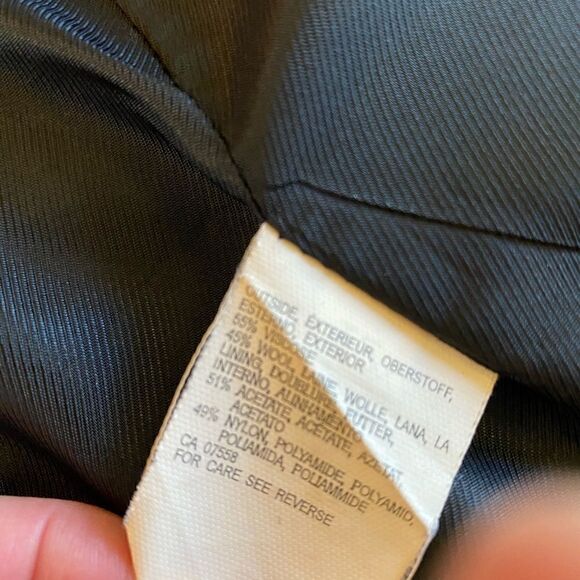 OUTSIDE, EXTERIEUR, OBERSTOFF,
ESTERNO, EXTERIOR
55% VISCOSE
45% WOOL, LAINE, WOLLE, LANA, LA
LINING, DOUBLURE, FUTTER,
INTERNO, ALINHAMENTO
51% ACETATE, ACETATE, AZETAT,
ACETATO
49% NYLON, POLYAMIDE, POLYAMID,
POLIAMIDA, POLIAMMIDE
CA 07558
FOR CARE SEE REVERSE